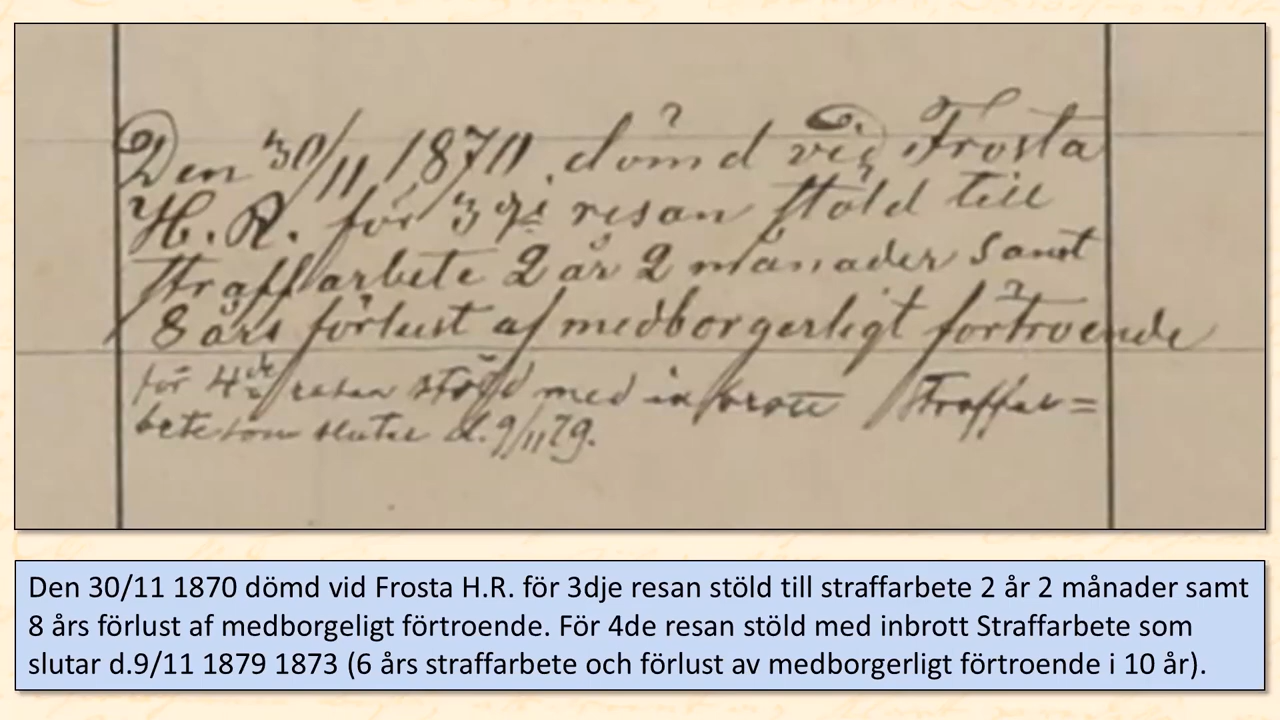 Den 30/11 1870 dömd vid Frosta
H. R. för 3dje resan stöld till
straffarbete 2 år 2 månader samt
8 års förlust af medborgerligt förtroende
för 4de resan stöld med inbrott Straffar=
bete som slutar d. 9/11 79.
Den 30/11 1870 dömd vid Frosta H.R. för 3dje resan stöld till straffarbete 2 år 2 månader samt
8 års förlust af medborgeligt förtroende. För 4de resan stöld med inbrott Straffarbete som
slutar d.9/11 1879 1873 (6 års straffarbete och förlust av medborgerligt förtroende i 10 år).